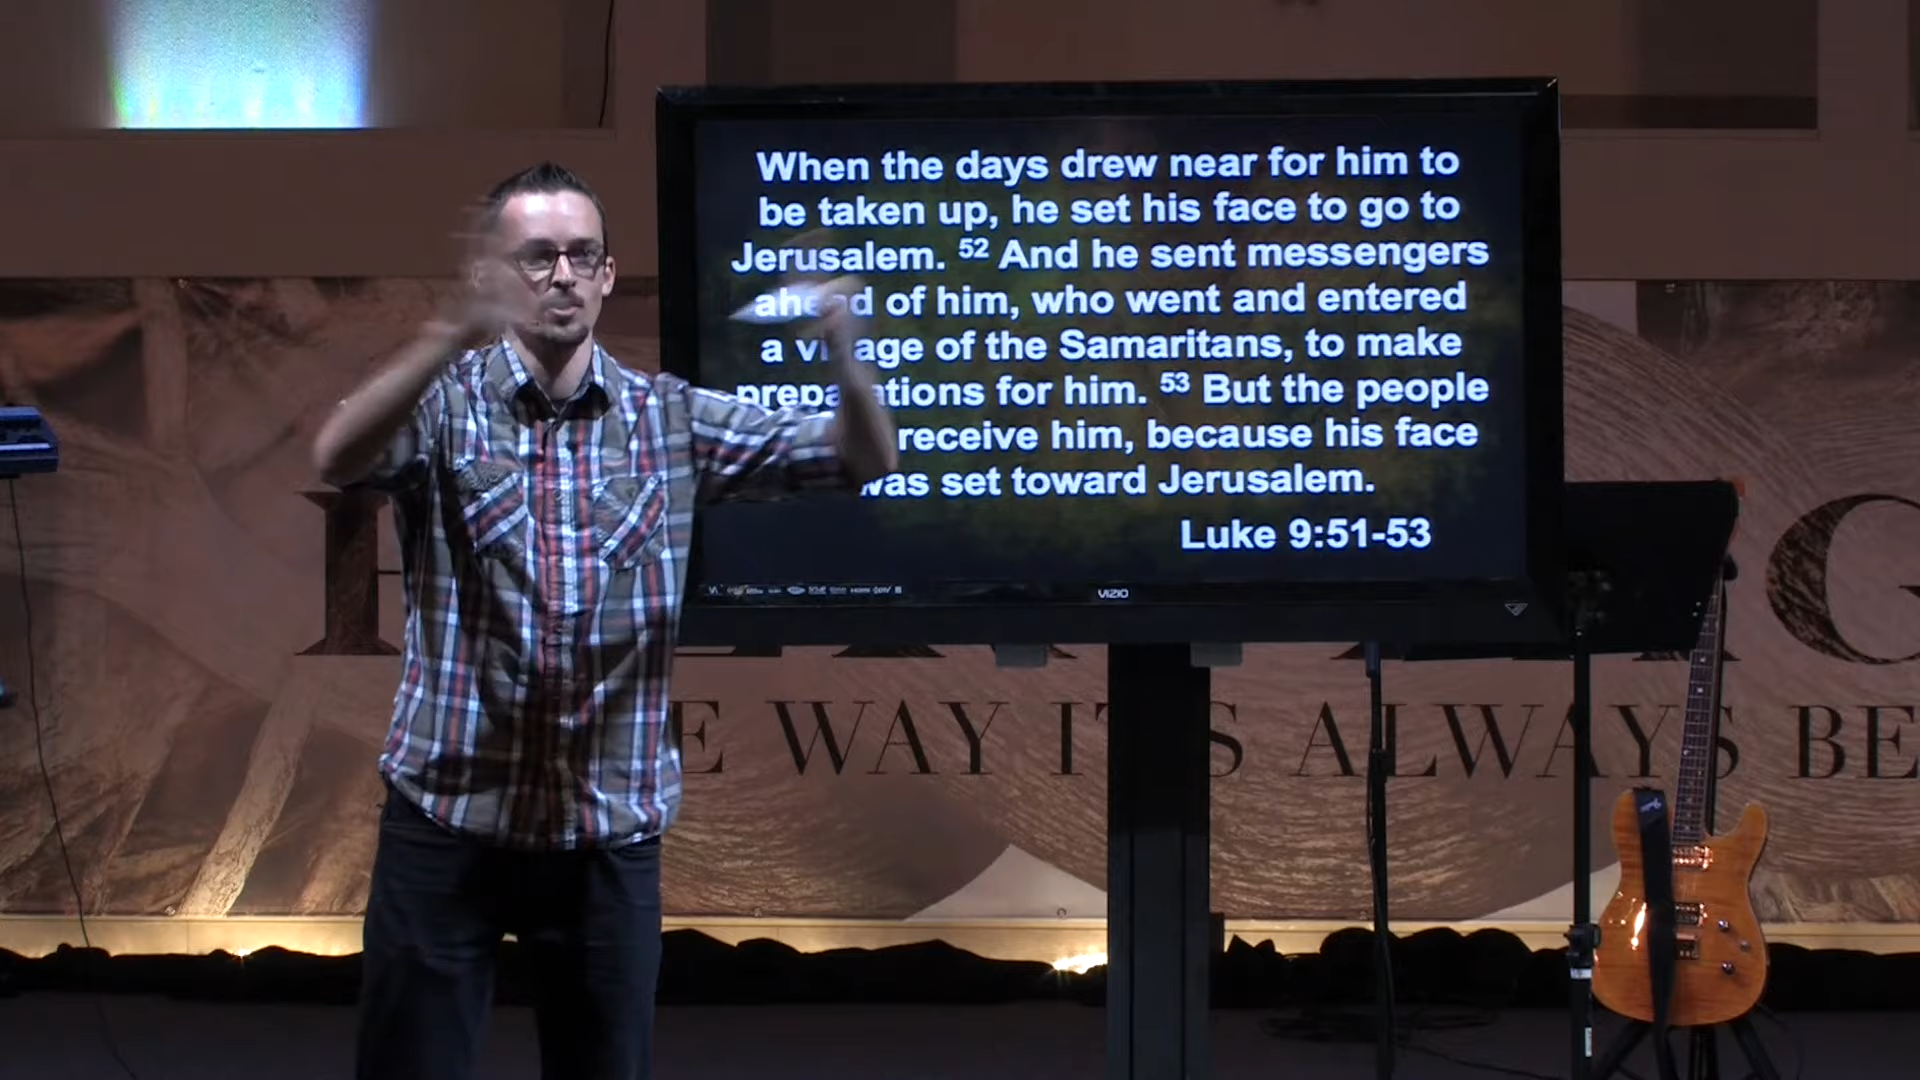 When the days drew near for him to
be taken up, he set his face to go to
Jerusalem. 52 And he sent messengers
ahead of him, who went and entered
a village of the Samaritans, to make
preparations for him. 53 But the people
receive him, because his face
was set toward Jerusalem.
Luke 9:51-53
VIZIO
WAY IT'S ALWAYS BE